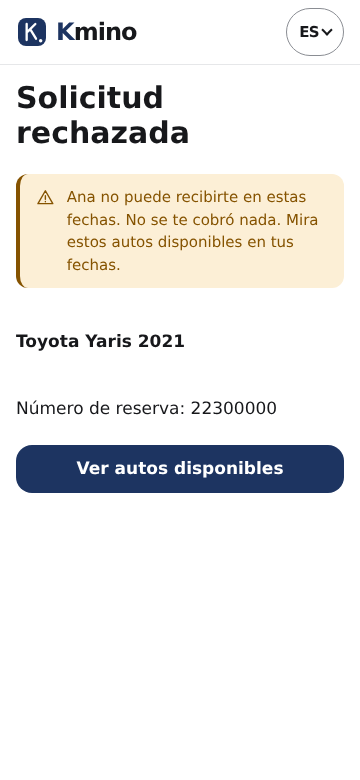 K. Kmino
ES
Solicitud
rechazada
Ana no puede recibirte en estas
fechas. No se te cobró nada. Mira
estos autos disponibles en tus
fechas.
Toyota Yaris 2021
Número de reserva: 22300000
Ver autos disponibles